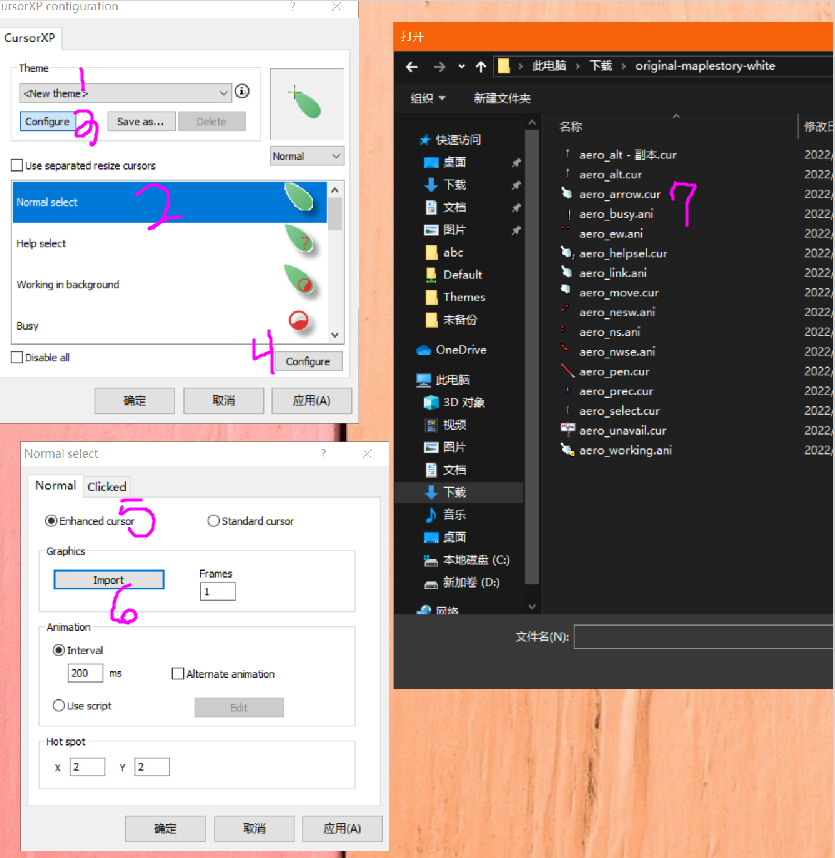 CursorXP configuration
CursorXP
Theme
1
<New theme>
Configure
3
Save as...
Delete
Normal
Use separated resize cursors
Normal select
2
Help select
Working in background
Busy
Disable all
4
Configure
确定
取消
应用(A)
Normal select
Normal
Clicked
Enhanced cursor
5
Standard cursor
Graphics
Import
6
Frames
1
Animation
Interval
200 ms
Alternate animation
Use script
Edit
Hot spot
X 2 Y 2
确定
取消
应用(A)
打开
此电脑 > 下载 > original-maplestory-white
组织
新建文件夹
快速访问
桌面
下载
文档
图片
abc
Default
Themes
未备份
OneDrive
此电脑
3D 对象
视频
图片
文档
下载
音乐
桌面
本地磁盘 (C:)
新加卷 (D:)
网络
名称
修改日
aero_alt - 副本.cur 2022/
aero_alt.cur 2022/
aero_arrow.cur 7 2022/
aero_busy.ani 2022/
aero_ew.ani 2022/
aero_helpsel.cur 2022/
aero_link.ani 2022/
aero_move.cur 2022/
aero_nesw.ani 2022/
aero_ns.ani 2022/
aero_nwse.ani 2022/
aero_pen.cur 2022/
aero_prec.cur 2022/
aero_select.cur 2022/
aero_unavail.cur 2022/
aero_working.ani 2022/
文件名(N):